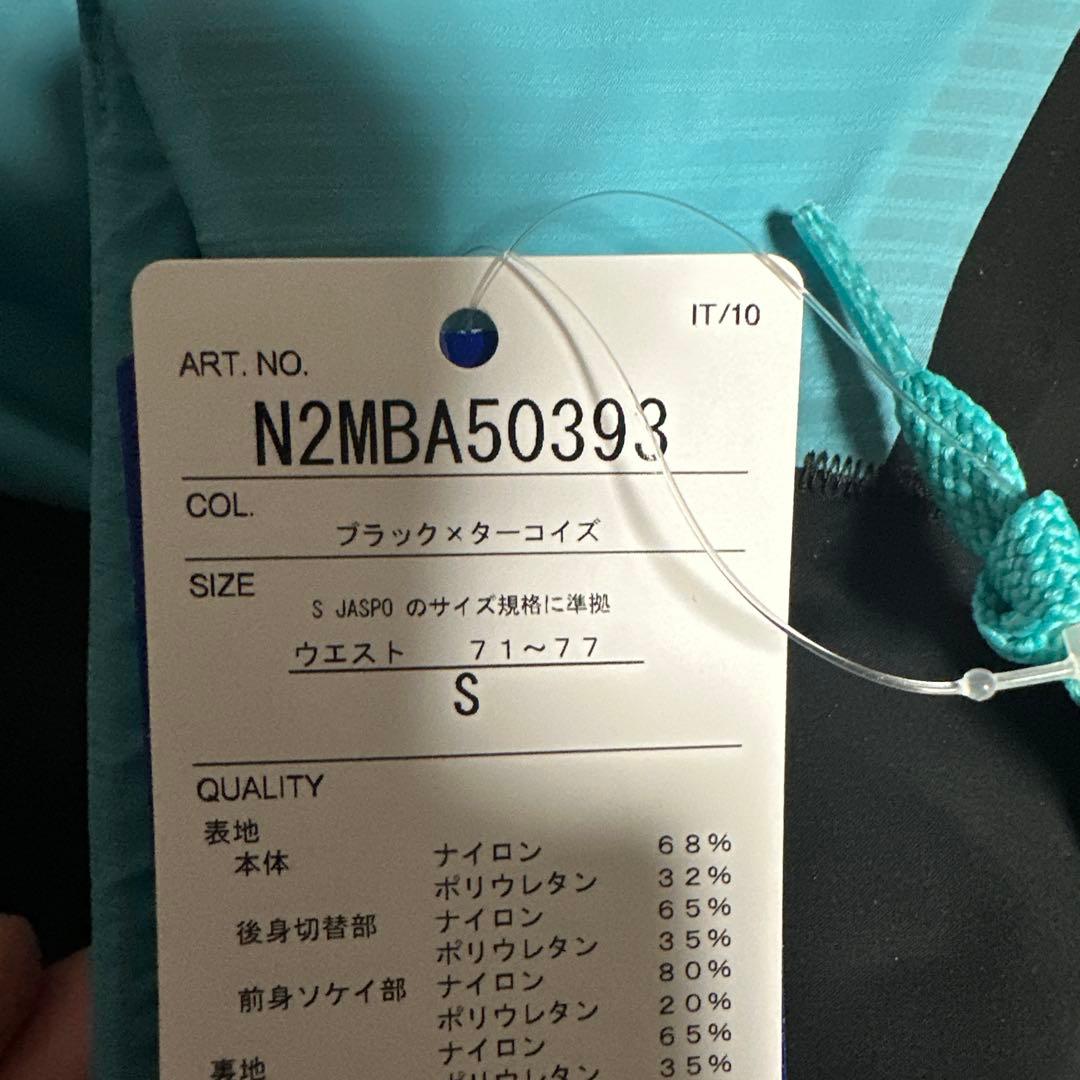 IT/10
ART. NO.
N2MBA50393
COL.
ブラック×ターコイズ
SIZE
S JASPO のサイズ規格に準拠
ウエスト 71～77
S
QUALITY
表地
本体 ナイロン 68%
ポリウレタン 32%
後身切替部 ナイロン 65%
ポリウレタン 35%
前身ソケイ部 ナイロン 80%
ポリウレタン 20%
ナイロン 65%
裏地 ポリウレタン 35%